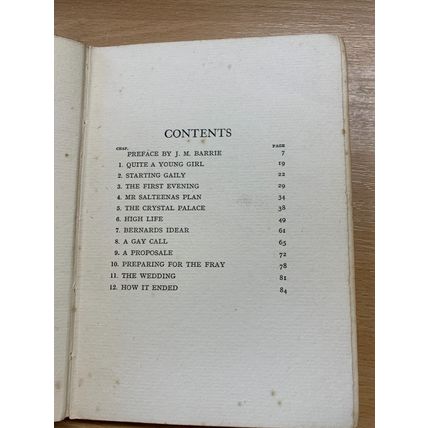 CONTENTS
CHAP. PAGE
PREFACE BY J. M. BARRIE 7
1. QUITE A YOUNG GIRL 19
2. STARTING GAILY 22
3. THE FIRST EVENING 29
4. MR SALTEENAS PLAN 34
5. THE CRYSTAL PALACE 38
6. HIGH LIFE 49
7. BERNARDS IDEAR 61
8. A GAY CALL 65
9. A PROPOSALE 72
10. PREPARING FOR THE FRAY 78
11. THE WEDDING 81
12. HOW IT ENDED 84